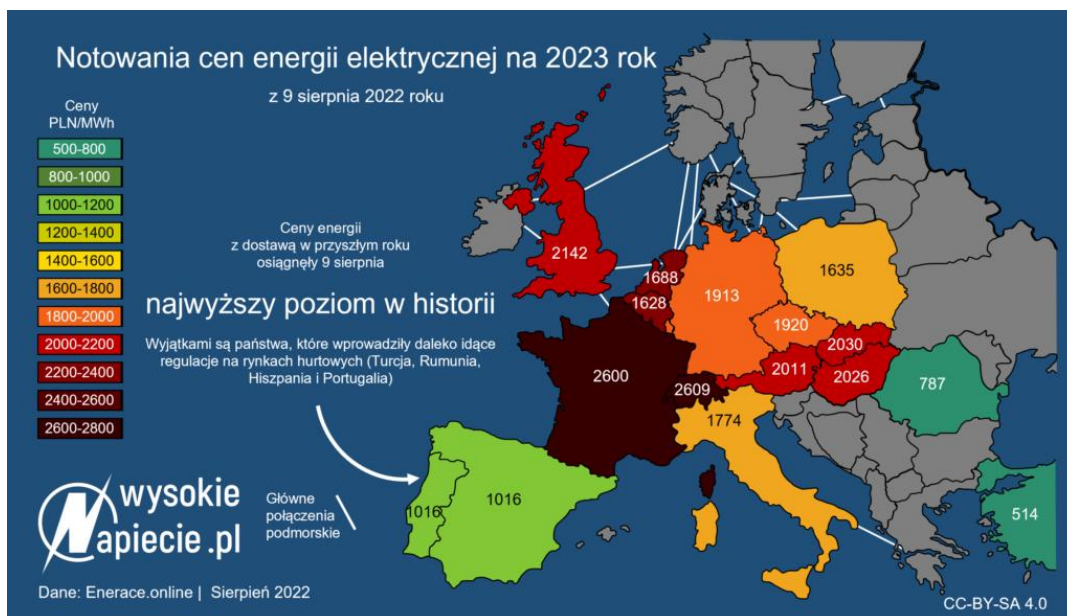 Notowania cen energii elektrycznej na 2023 rok
z 9 sierpnia 2022 roku
Ceny
PLN/MWh
500-800
800-1000
1000-1200
1200-1400
1400-1600
1600-1800
1800-2000
2000-2200
2200-2400
2400-2600
2600-2800
Ceny energii
z dostawą w przyszłym roku
osiągnęły 9 sierpnia
najwyższy poziom w historii
Wyjątkami są państwa, które wprowadziły daleko idące
regulacje na rynkach hurtowych (Turcja, Rumunia,
Hiszpania i Portugalia)
2142
1688
1628
1913
1635
1920
2030
2011
2026
787
2600
2609
1774
1016
1016
514
wysokie
Napiecie.pl
Główne
połączenia
podmorskie
Dane: Enerace.online | Sierpień 2022
CC-BY-SA 4.0